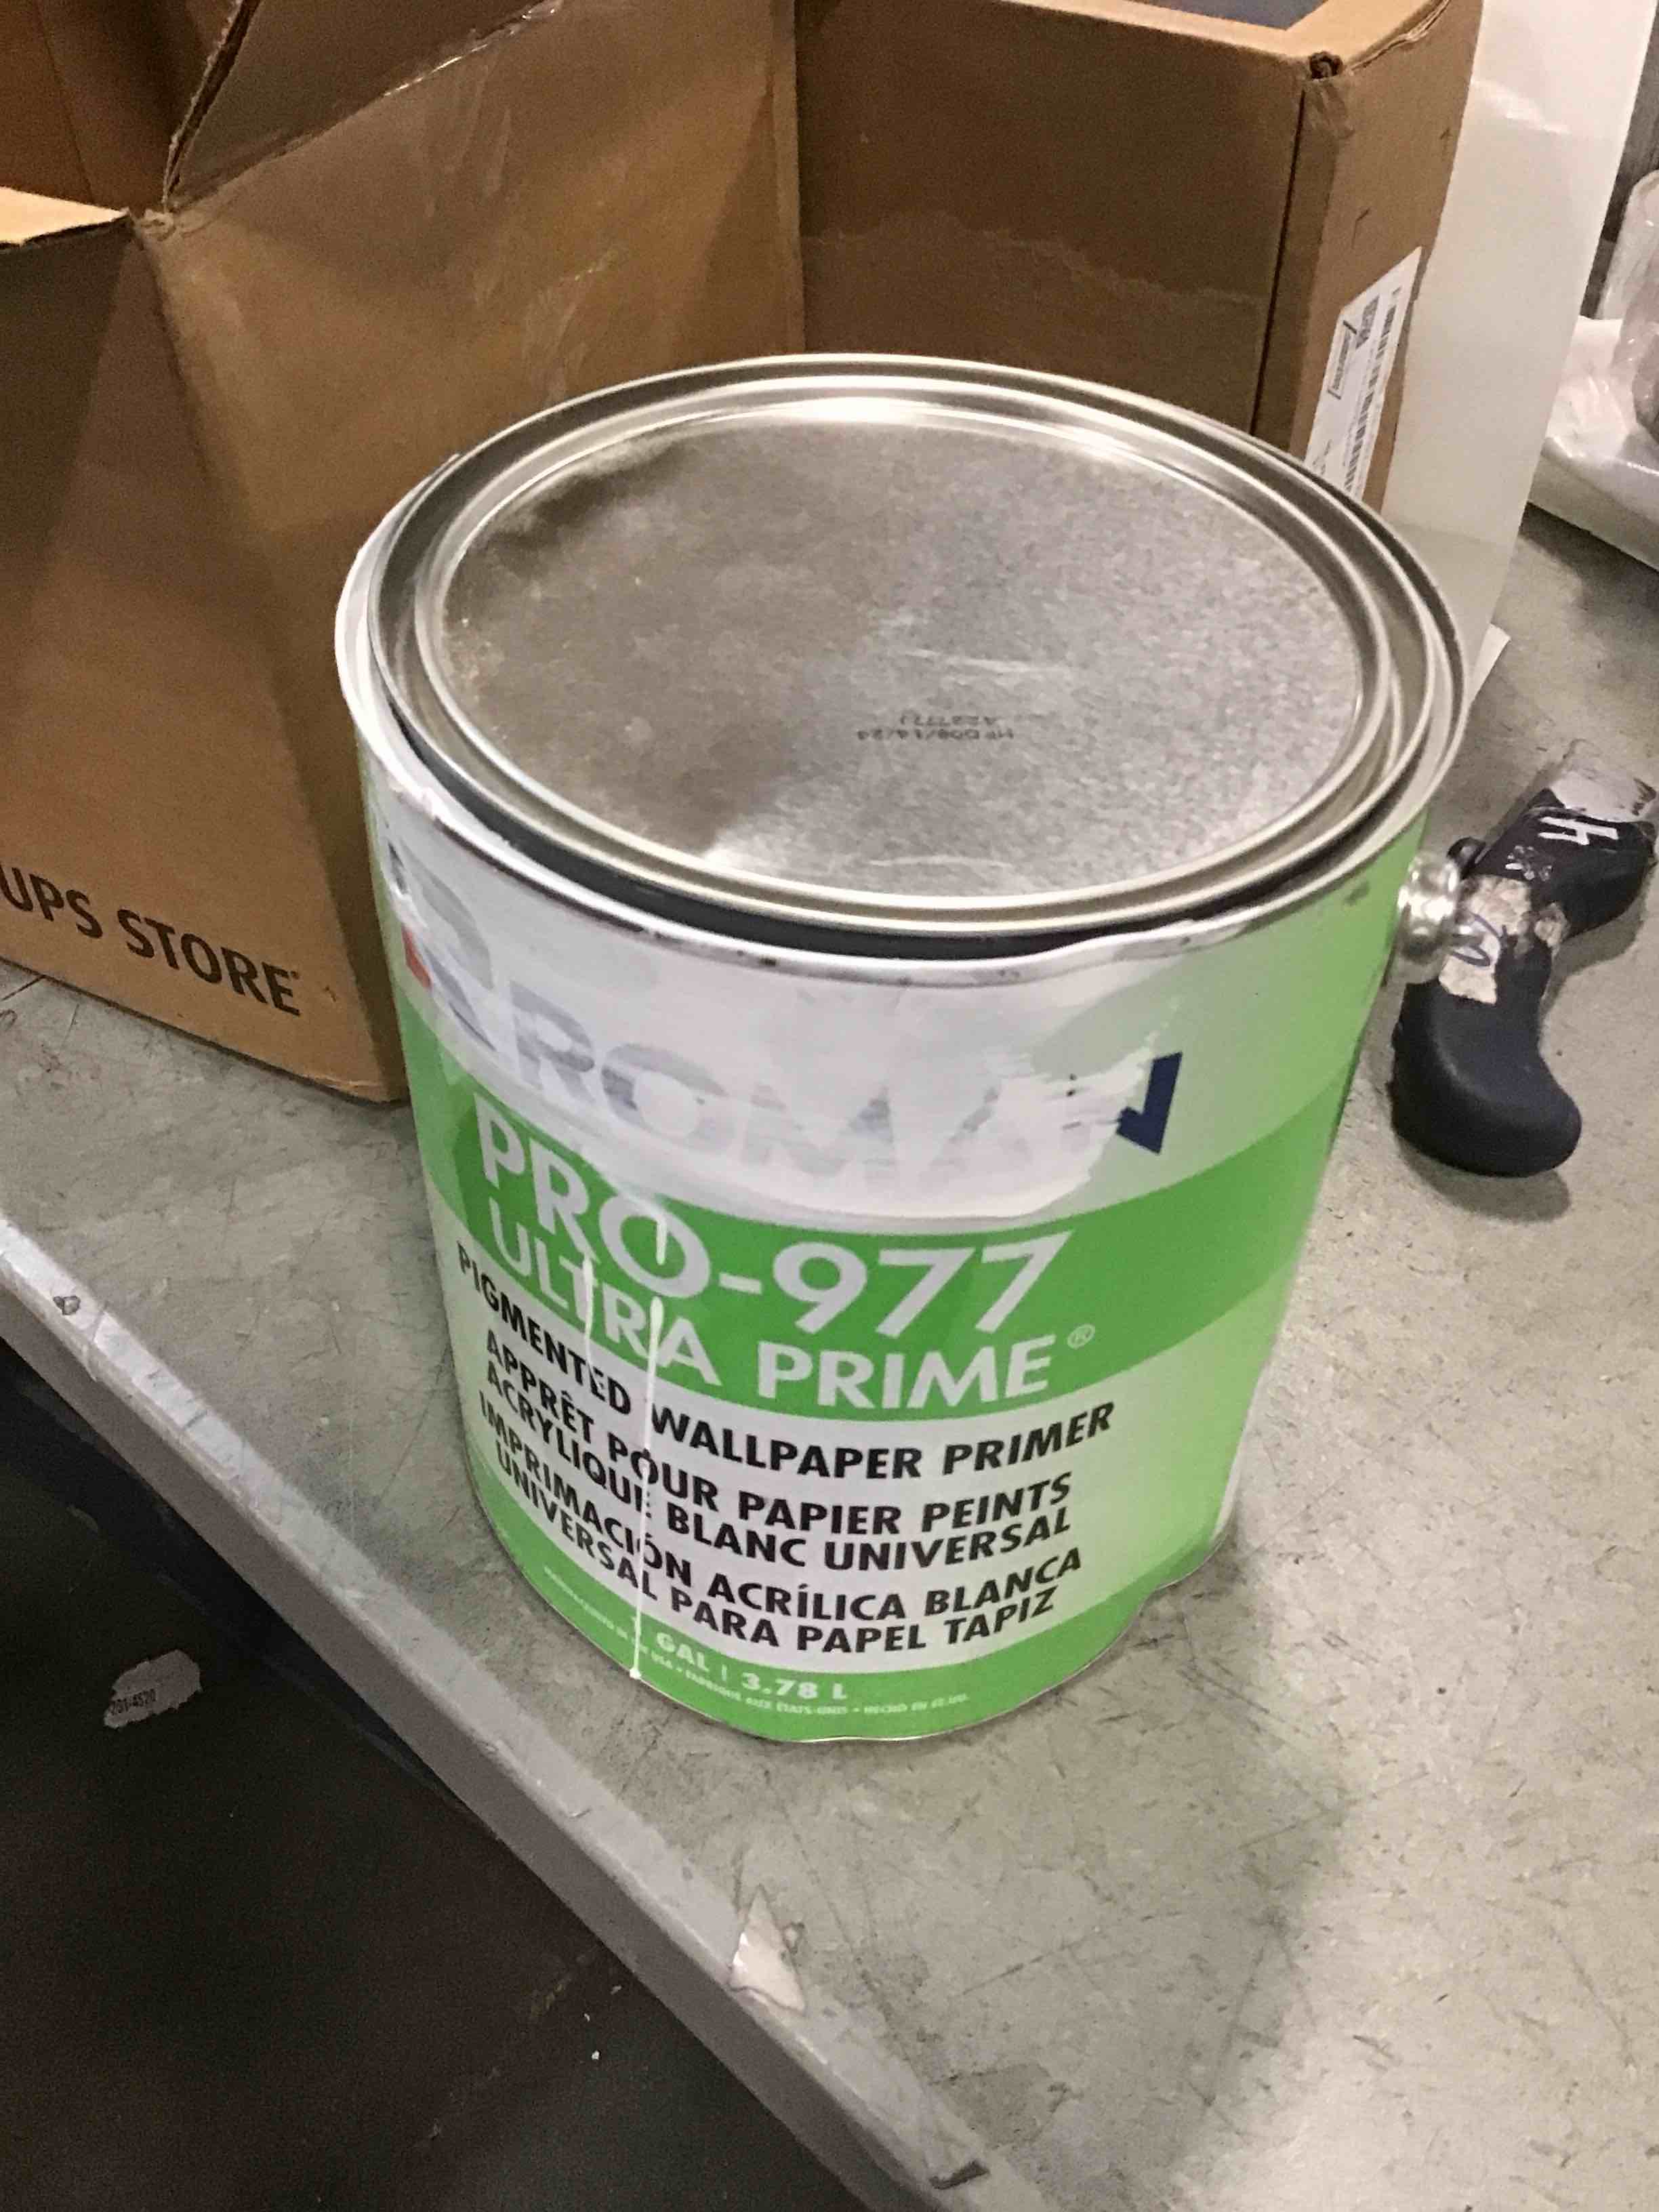 UPS STORE
ROMAN
PRO-977
ULTRA PRIME®
PIGMENTED WALLPAPER PRIMER
APPRÊT POUR PAPIER PEINTS
ACRYLIQUE BLANC UNIVERSAL
IMPRIMACIÓN ACRÍLICA BLANCA
UNIVERSAL PARA PAPEL TAPIZ
GAL | 3.78 L